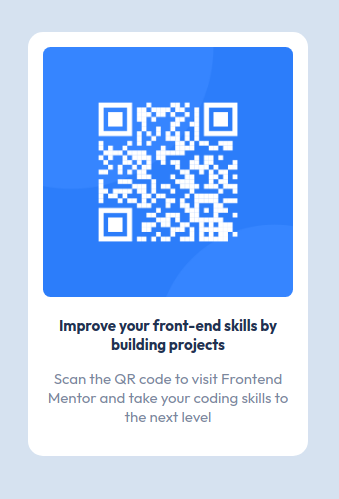 Improve your front-end skills by
building projects
Scan the QR code to visit Frontend
Mentor and take your coding skills to
the next level